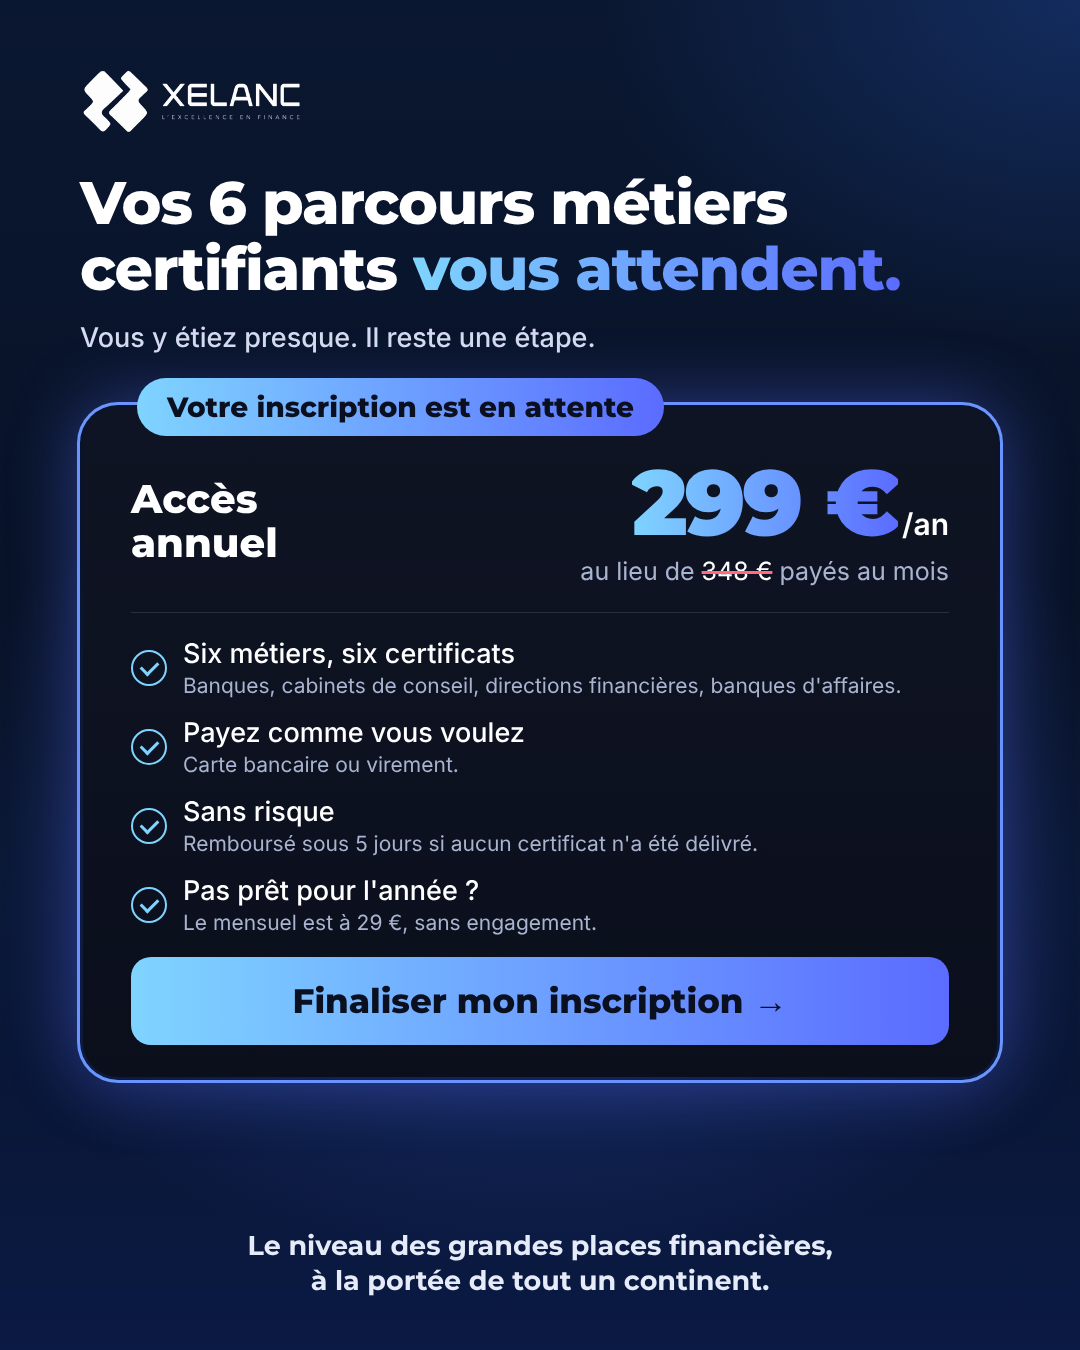 XELANC
L'EXCELLENCE EN FINANCE
Vos 6 parcours métiers
certifiants vous attendent.
Vous y étiez presque. Il reste une étape.
Votre inscription est en attente
Accès
annuel
299 €/an
au lieu de 348 € payés au mois
Six métiers, six certificats
Banques, cabinets de conseil, directions financières, banques d'affaires.
Payez comme vous voulez
Carte bancaire ou virement.
Sans risque
Remboursé sous 5 jours si aucun certificat n'a été délivré.
Pas prêt pour l'année ?
Le mensuel est à 29 €, sans engagement.
Finaliser mon inscription →
Le niveau des grandes places financières,
à la portée de tout un continent.